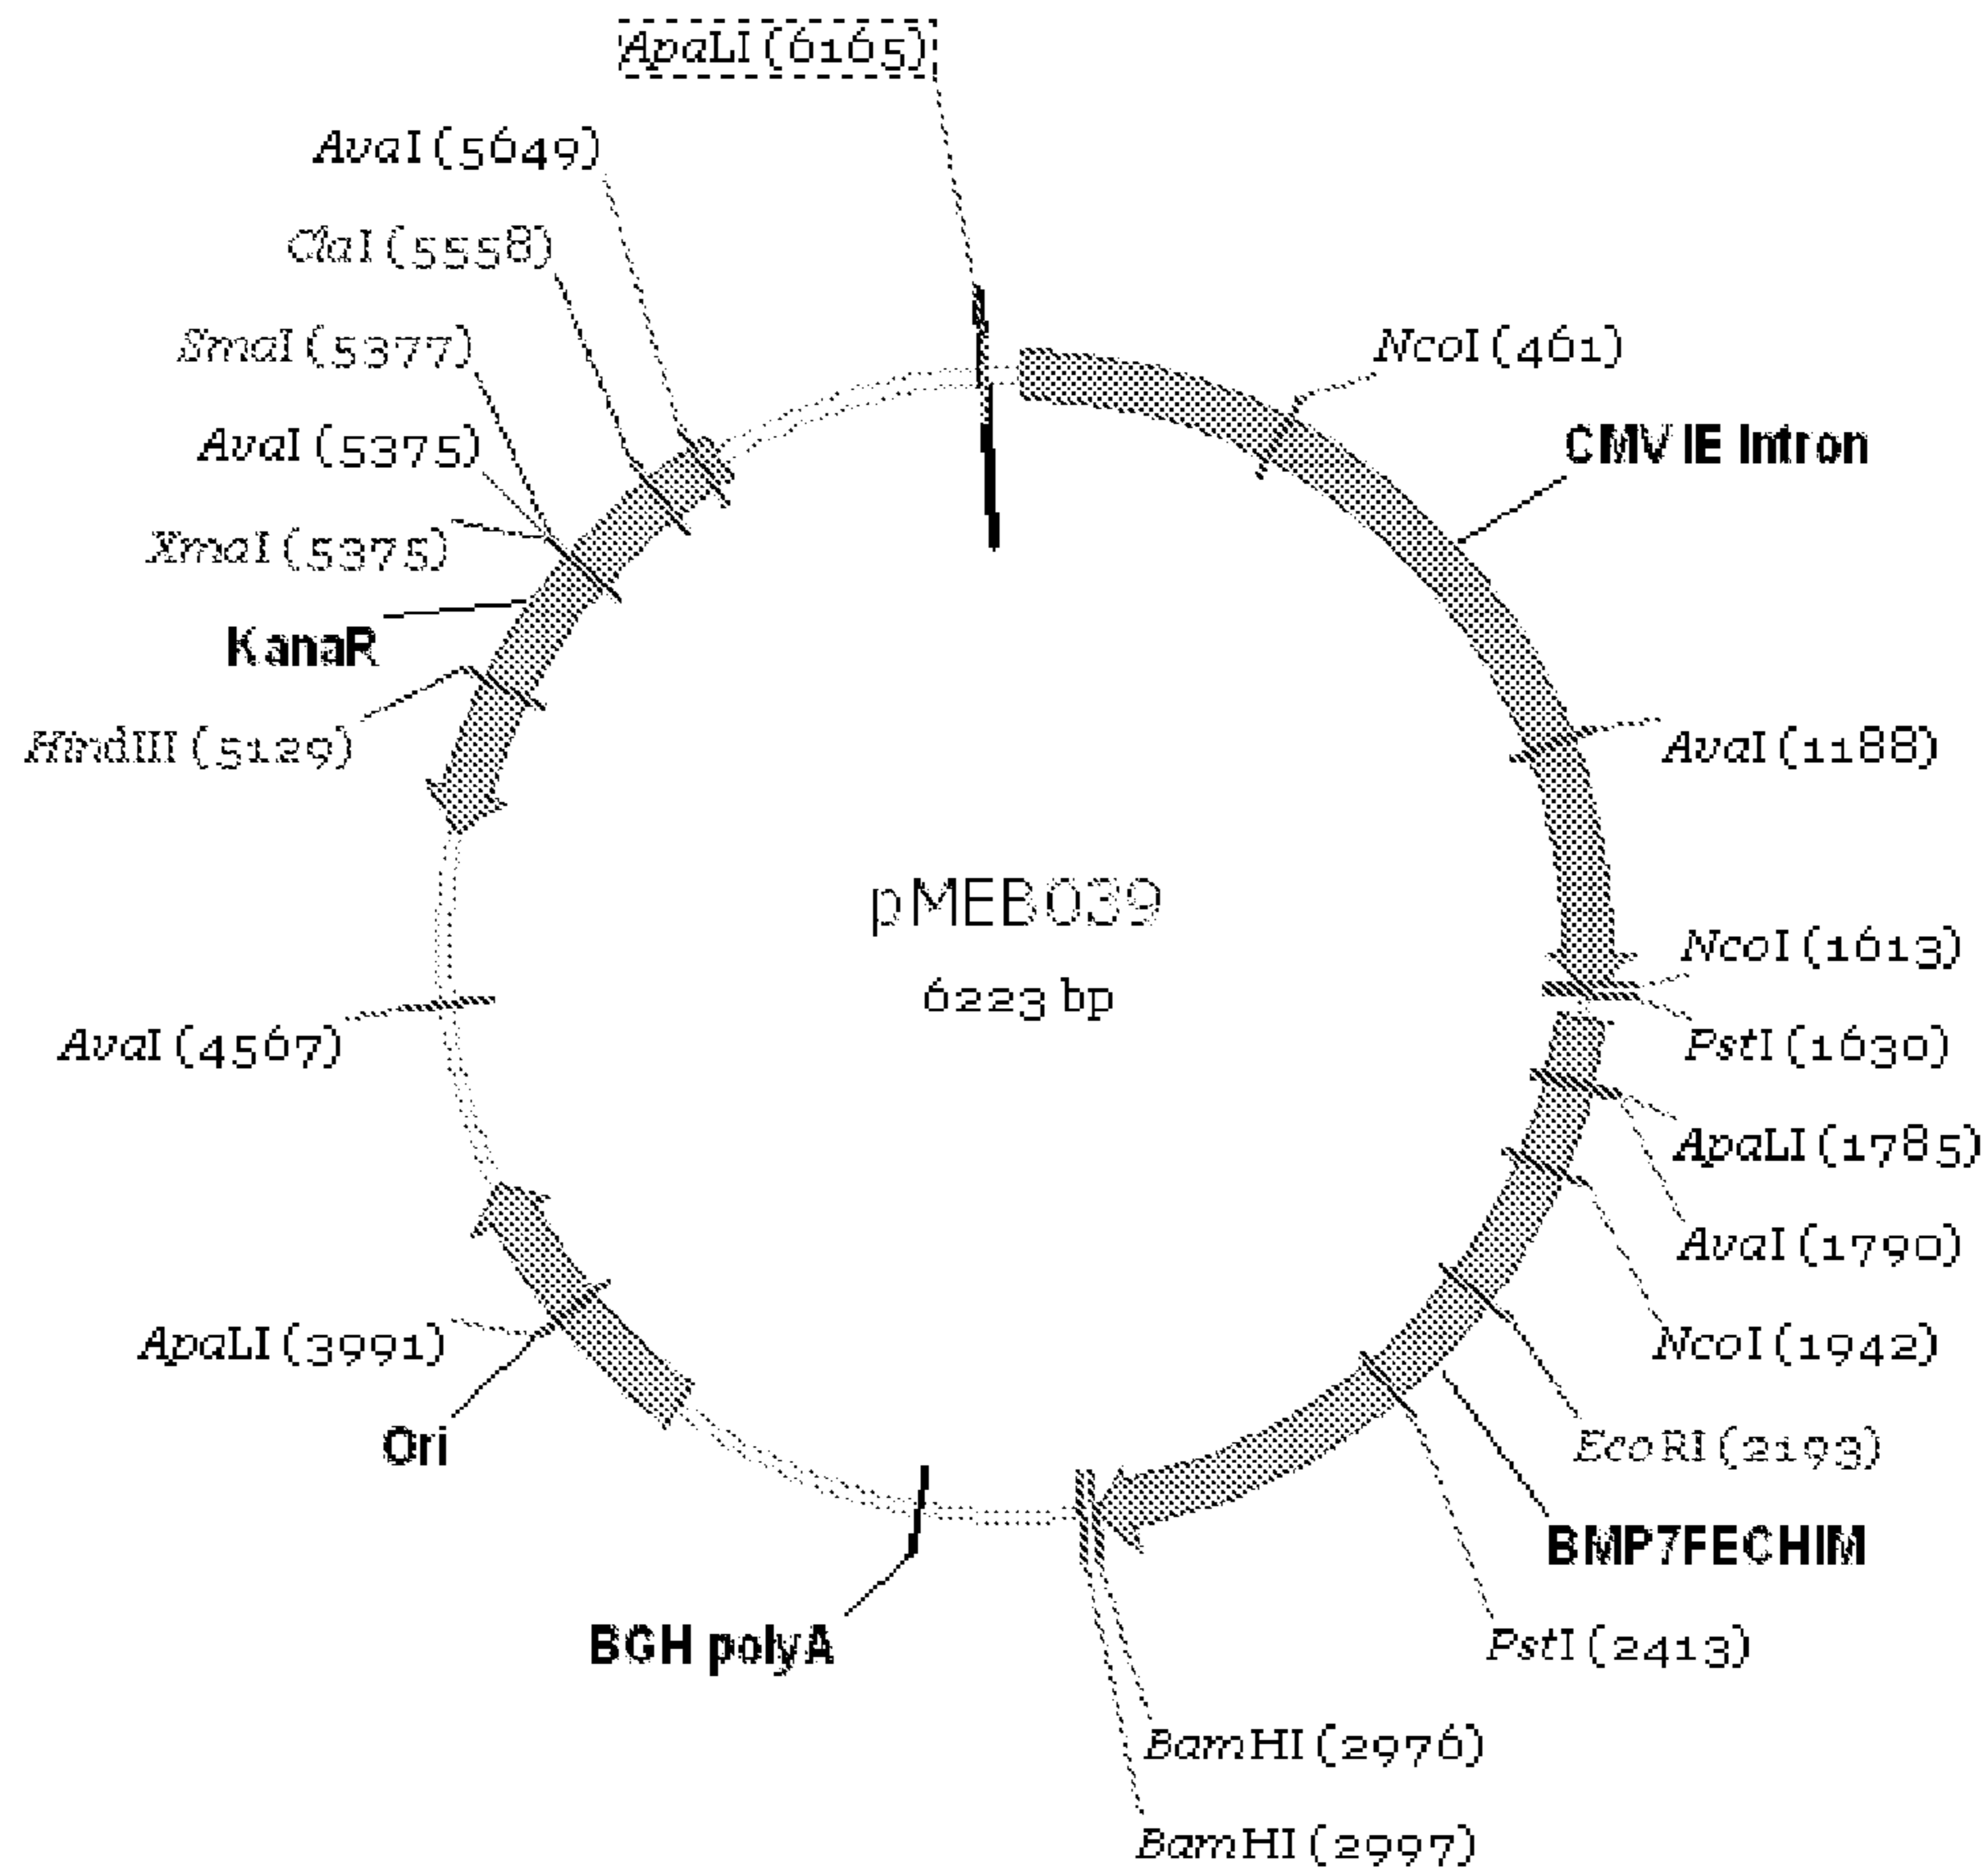 ApaLI (6165)
AvaI (5649)
ClaI (5558)
SmaI (5377)
AvaI (5375)
XmaI (5375)
KanaR
HindIII (5129)
AvaI (4567)
ApaLI (3991)
Ori
BGH polyA
pMEB039
6223 bp
NcoI (461)
CMV IE Intron
AvaI (1188)
NcoI (1613)
PstI (1630)
ApaLI (1785)
AvaI (1790)
NcoI (1942)
EcoRI (2193)
BMP7FECHIM
PstI (2413)
BamHI (2976)
BamHI (2997)